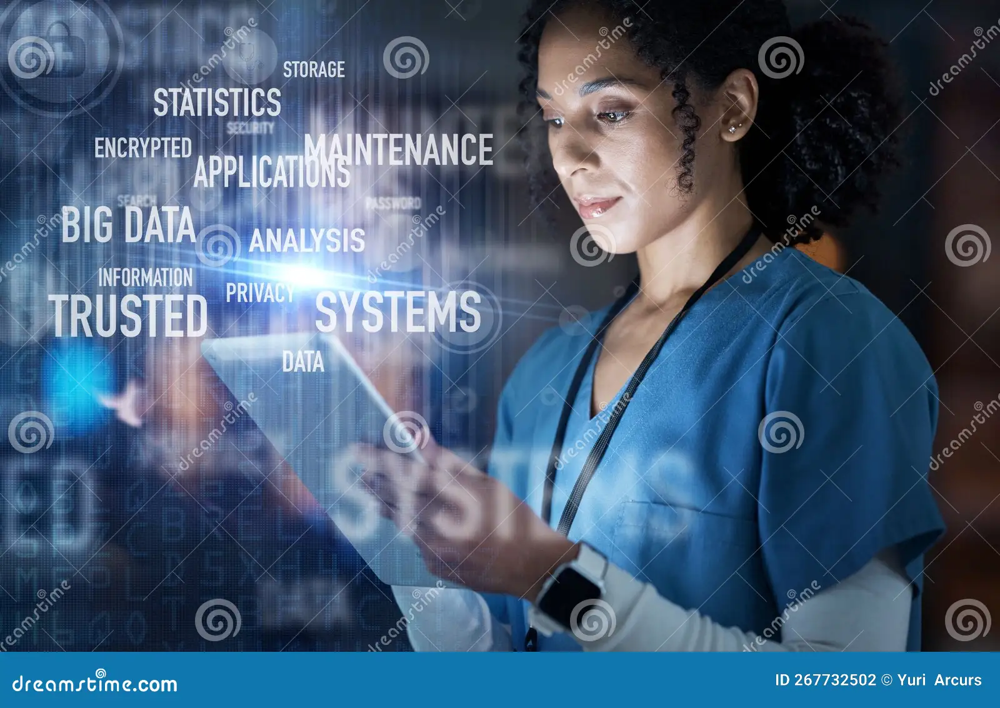 STORAGE
STATISTICS
SECURITY
ENCRYPTED
MAINTENANCE
APPLICATIONS
SEARCH
PASSWORD
BIG DATA
ANALYSIS
INFORMATION
PRIVACY
TRUSTED
SYSTEMS
DATA
dreamstime
dreamstime.com
ID 267732502 © Yuri Arcurs